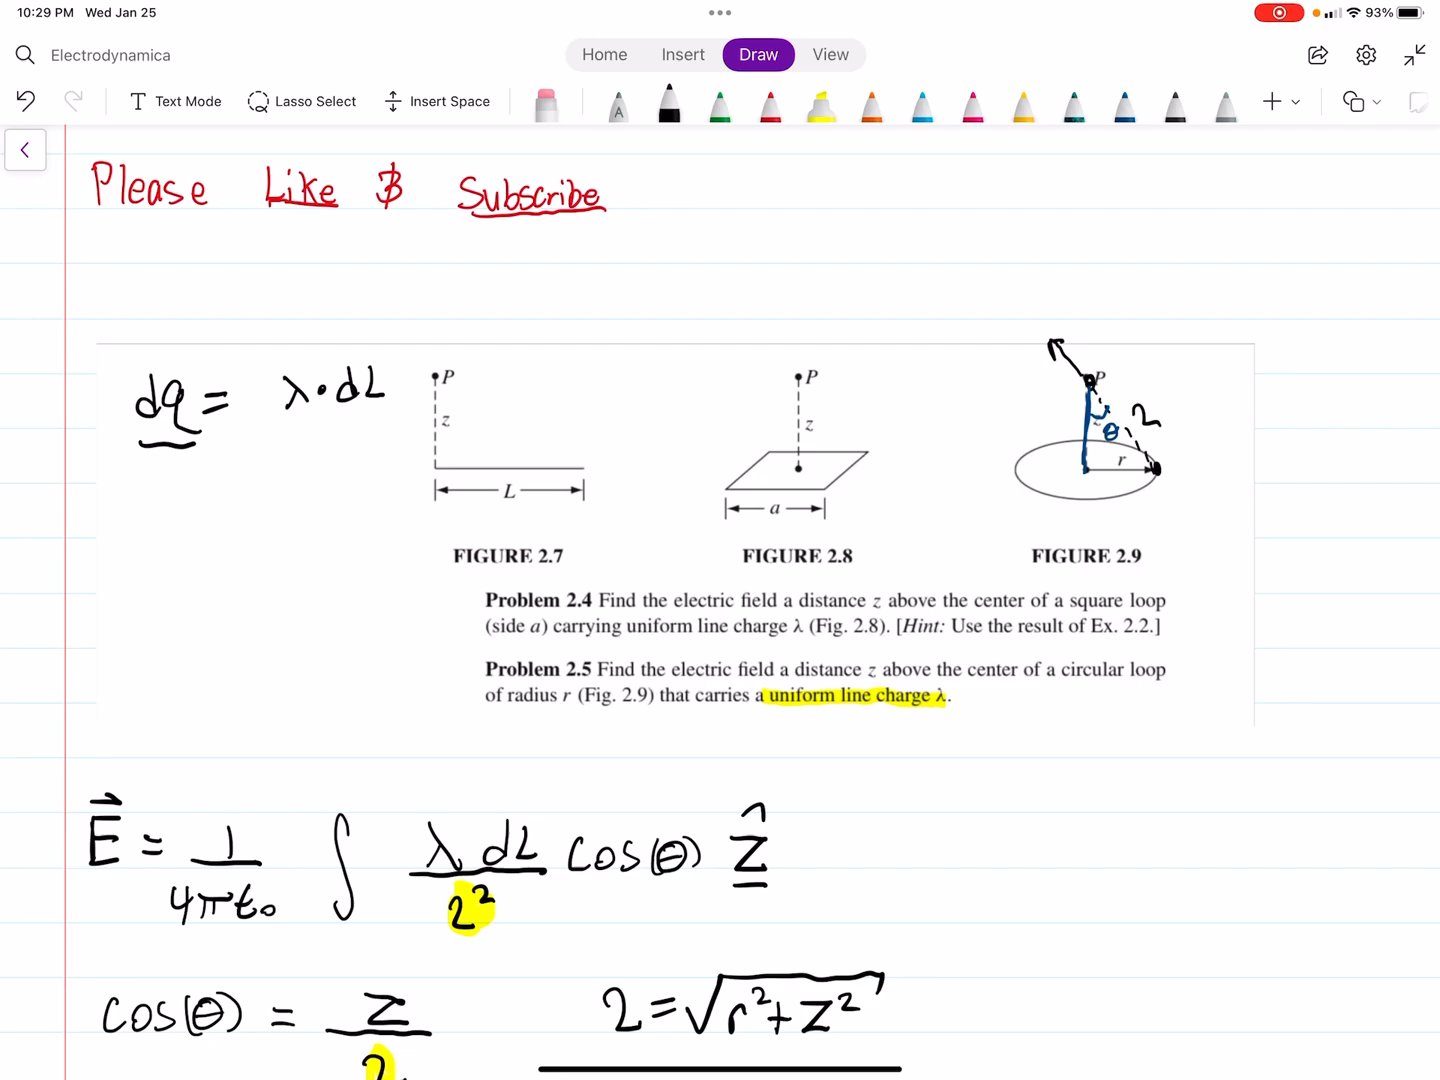 10:29 PM Wed Jan 25
93%
Electrodynamica
Home Insert Draw View
Text Mode Lasso Select Insert Space
A
Please Like & Subscribe
dq = λ·dL
P
z
L
P
z
a
P
θ
r
FIGURE 2.7 FIGURE 2.8 FIGURE 2.9
Problem 2.4 Find the electric field a distance z above the center of a square loop
(side a) carrying uniform line charge λ (Fig. 2.8). [Hint: Use the result of Ex. 2.2.]
Problem 2.5 Find the electric field a distance z above the center of a circular loop
of radius r (Fig. 2.9) that carries a uniform line charge λ.
E⃗ = 1/4πε₀ ∫ λ dL/2² cos(θ) ẑ
cos(θ) = z/2 2 = √r²+z²